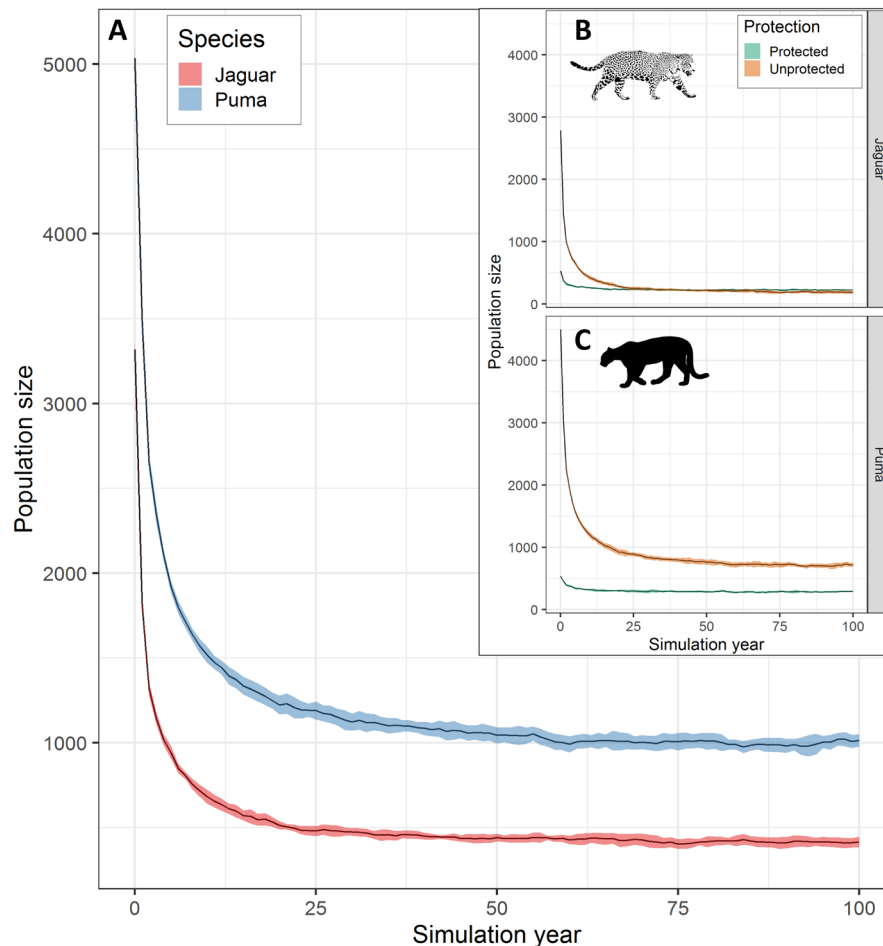 A
Species
Jaguar
Puma
5000
4000
3000
2000
1000
Population size
0
25
50
75
100
Simulation year
B
Protection
Protected
Unprotected
4000
3000
2000
1000
0
Jaguar
Population size
C
4000
3000
2000
1000
0
Puma
0
25
50
75
100
Simulation year